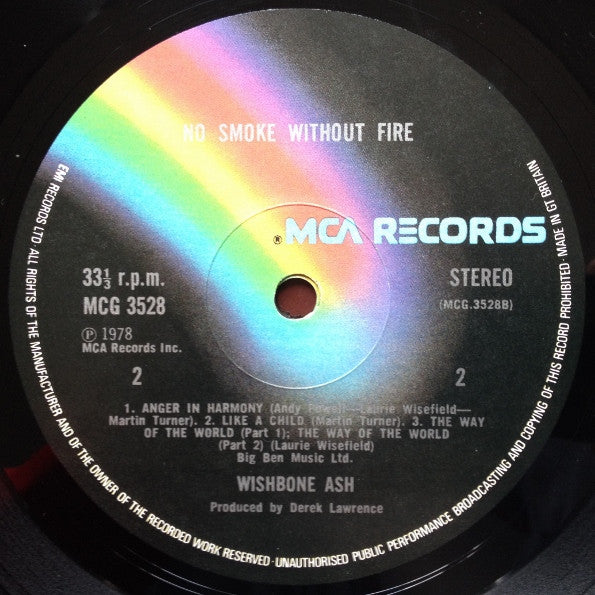 NO SMOKE WITHOUT FIRE
® MCA RECORDS
33⅓ r.p.m.
MCG 3528
STEREO
(MCG.3528B)
℗ 1978
MCA Records Inc.
2
2
1. ANGER IN HARMONY (Andy Powell—Laurie Wisefield—
Martin Turner). 2. LIKE A CHILD (Martin Turner). 3. THE WAY
OF THE WORLD (Part 1); THE WAY OF THE WORLD
(Part 2) (Laurie Wisefield)
Big Ben Music Ltd.
WISHBONE ASH
Produced by Derek Lawrence
EMI RECORDS LTD ALL RIGHTS OF THE MANUFACTURER AND OF THE OWNER OF THE RECORDED WORK RESERVED · UNAUTHORISED PUBLIC PERFORMANCE BROADCASTING AND COPYING OF THIS RECORD PROHIBITED · MADE IN GT BRITAIN